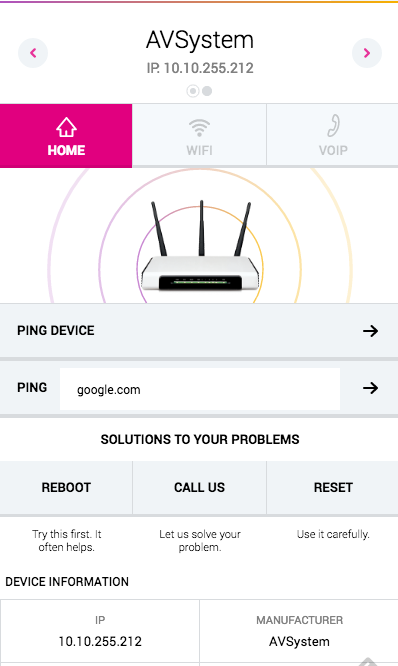 AVSystem
IP. 10.10.255.212
HOME
WIFI
VOIP
PING DEVICE
PING
google.com
SOLUTIONS TO YOUR PROBLEMS
REBOOT
CALL US
RESET
Try this first. It
often helps.
Let us solve your
problem.
Use it carefully.
DEVICE INFORMATION
IP
MANUFACTURER
10.10.255.212
AVSystem